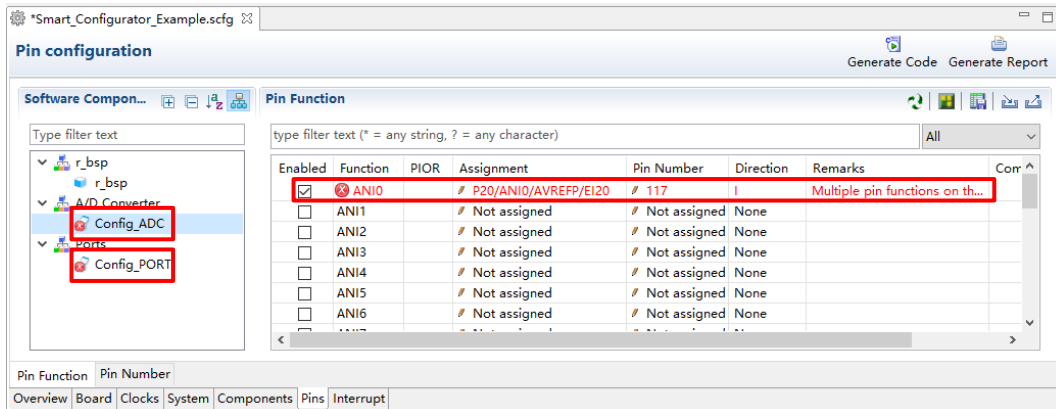 *Smart_Configurator_Example.scfg
Pin configuration
Generate Code Generate Report
Software Compon...
Pin Function
Type filter text
type filter text (* = any string, ? = any character)
All
r_bsp
r_bsp
A/D Converter
Config_ADC
Ports
Config_PORT
Enabled Function PIOR Assignment Pin Number Direction Remarks Com
ANI0 P20/ANI0/AVREFP/EI20 117 I Multiple pin functions on th...
ANI1 Not assigned Not assigned None
ANI2 Not assigned Not assigned None
ANI3 Not assigned Not assigned None
ANI4 Not assigned Not assigned None
ANI5 Not assigned Not assigned None
ANI6 Not assigned Not assigned None
Pin Function Pin Number
Overview Board Clocks System Components Pins Interrupt